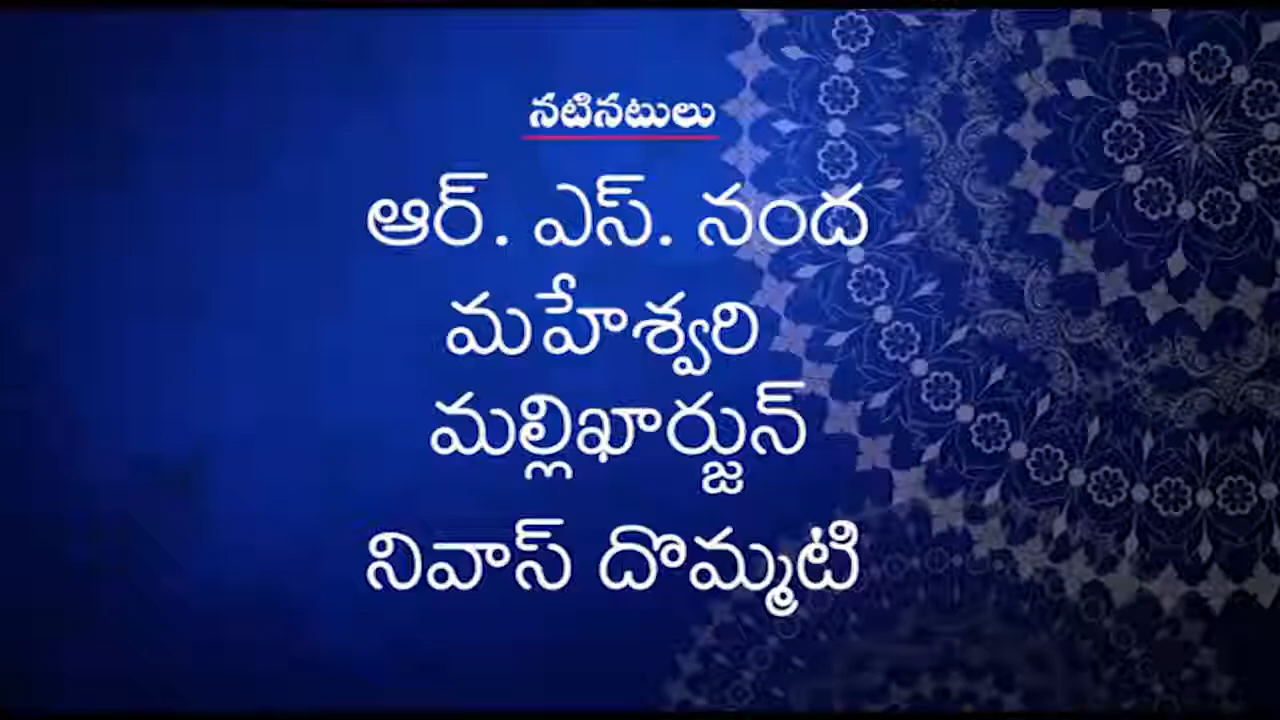 నటినటులు
ఆర్. ఎస్. నంద
మహేశ్వరి
మల్లిఖార్జున్
నివాస్ దొమ్మటి